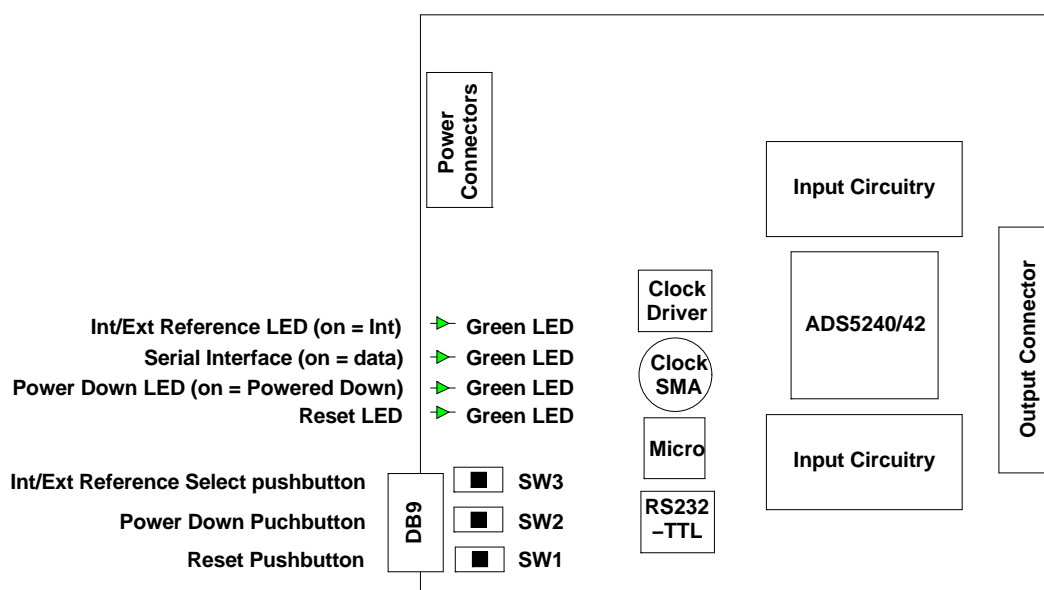 Power
Connectors
Input Circuitry
Clock
Driver
ADS5240/42
Output Connector
Int/Ext Reference LED (on = Int)
Green LED
Serial Interface (on = data)
Green LED
Clock
SMA
Power Down LED (on = Powered Down)
Green LED
Reset LED
Green LED
Micro
Input Circuitry
Int/Ext Reference Select pushbutton
SW3
DB9
Power Down Puchbutton
SW2
RS232
–TTL
Reset Pushbutton
SW1